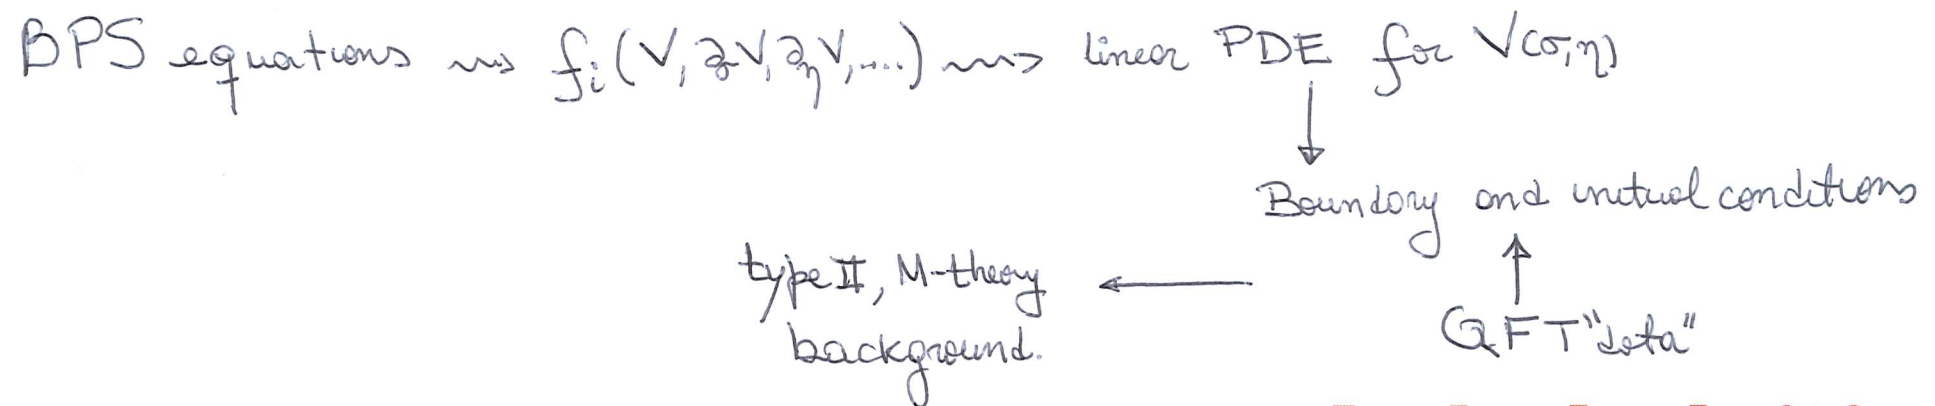 BPS equations ⇝ fᵢ(V, ∂σV, ∂ηV, ....) ⇝ linear PDE for V(σ,η)
↓
Boundary and initial conditions
type II, M-theory ← ↑
background. QFT "data"